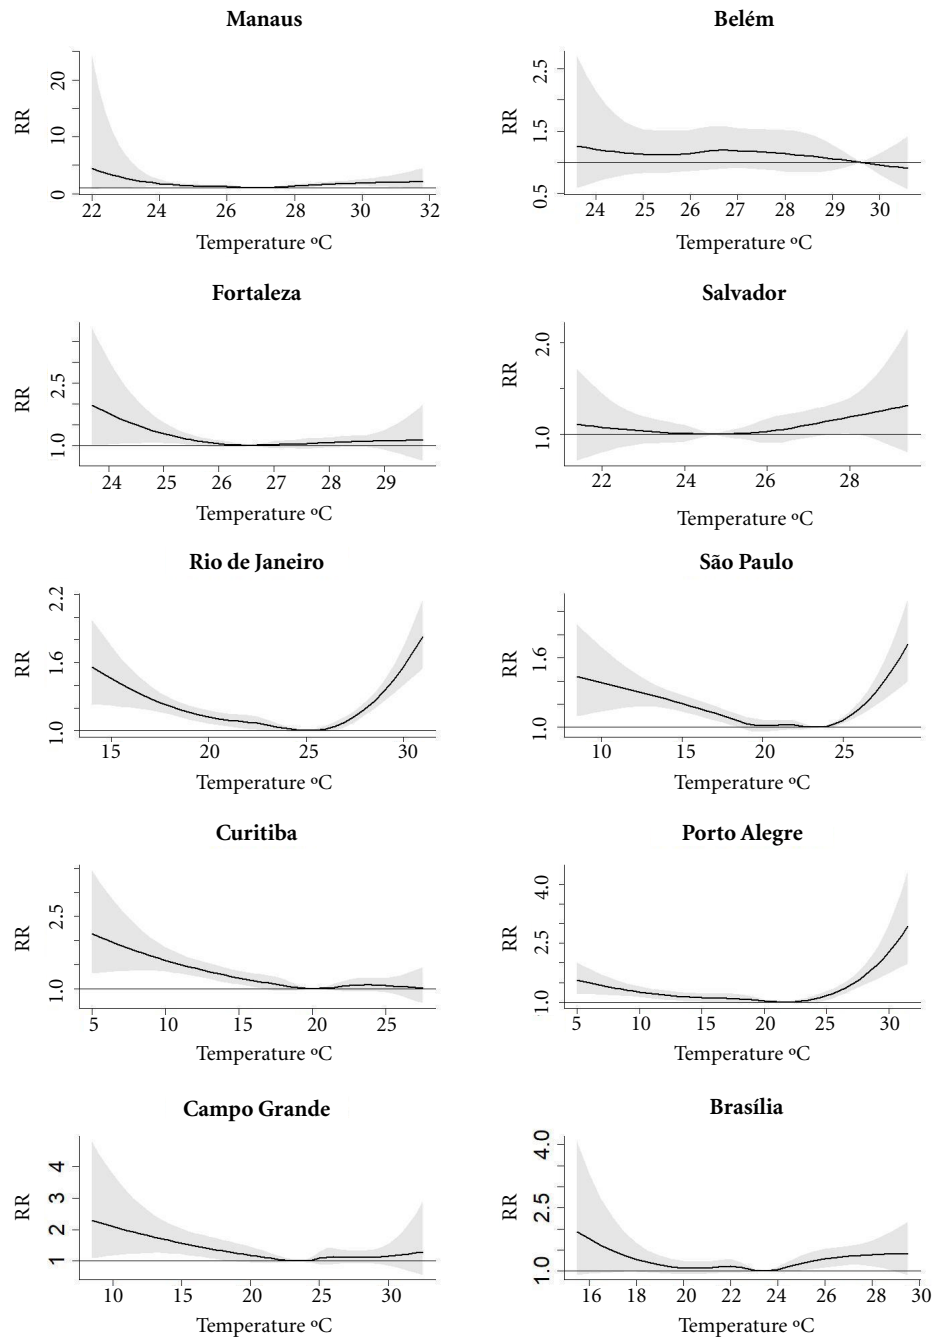 Manaus
RR
0 10 20
22 24 26 28 30 32
Temperature ºC
Belém
RR
0.5 1.5 2.5
24 25 26 27 28 29 30
Temperature ºC
Fortaleza
RR
1.0 2.5
24 25 26 27 28 29
Temperature ºC
Salvador
RR
1.0 2.0
22 24 26 28
Temperature ºC
Rio de Janeiro
RR
1.0 1.6 2.2
15 20 25 30
Temperature ºC
São Paulo
RR
1.0 1.6
10 15 20 25
Temperature ºC
Curitiba
RR
1.0 2.5
5 10 15 20 25
Temperature ºC
Porto Alegre
RR
1.0 2.5 4.0
5 10 15 20 25 30
Temperature ºC
Campo Grande
RR
1 2 3 4
10 15 20 25 30
Temperature ºC
Brasília
RR
1.0 2.5 4.0
16 18 20 22 24 26 28 30
Temperature ºC